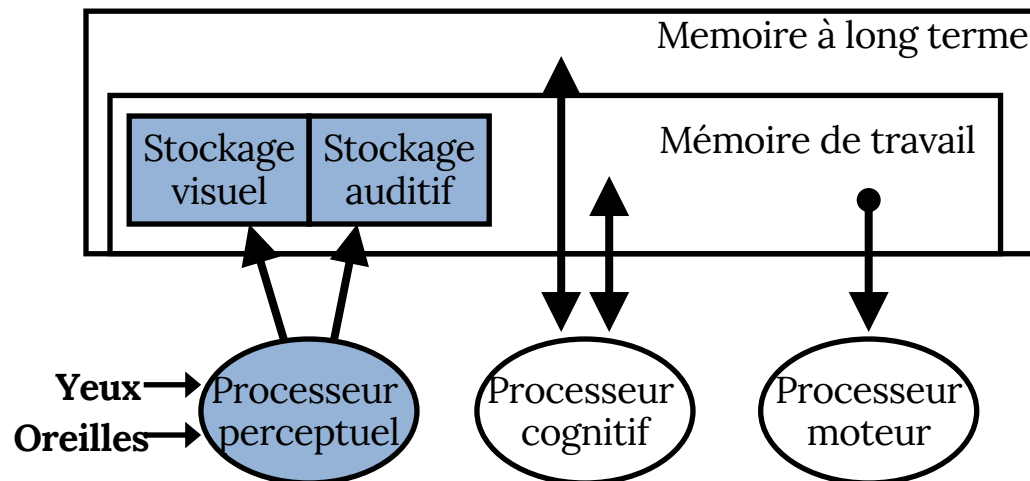 Memoire à long terme
Mémoire de travail
Stockage
visuel
Stockage
auditif
Yeux
Oreilles
Processeur
perceptuel
Processeur
cognitif
Processeur
moteur